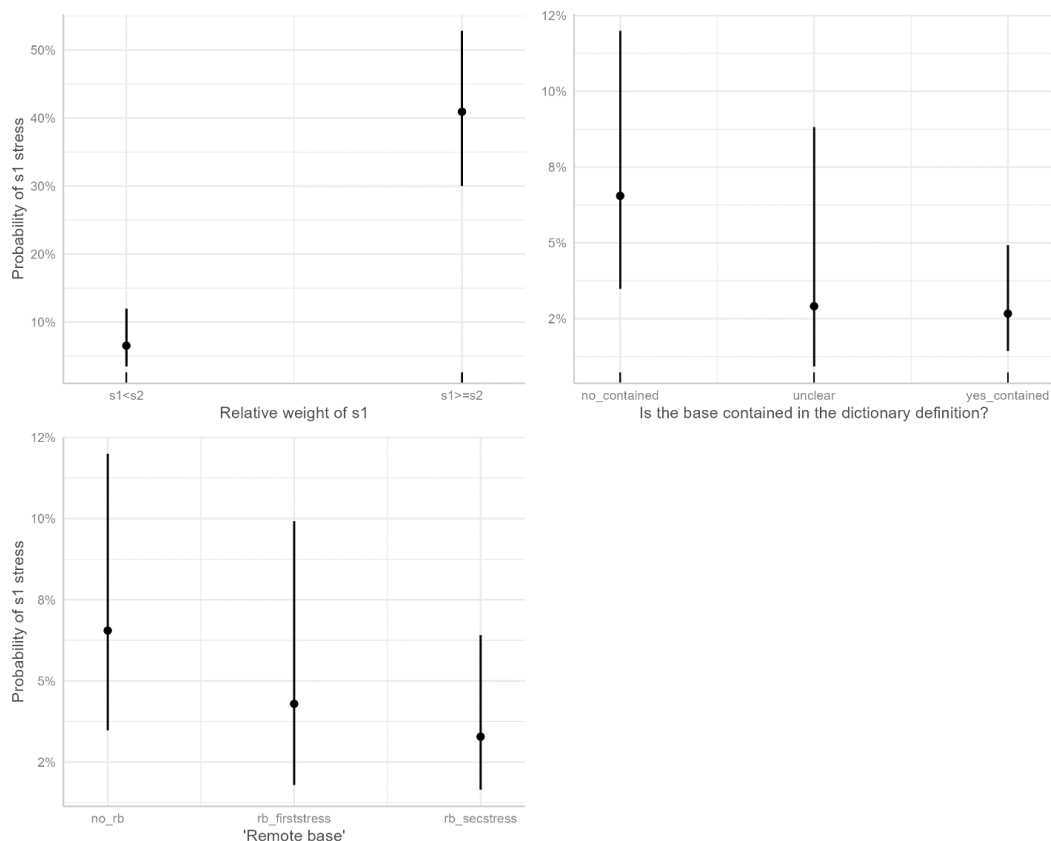 Probability of s1 stress
50%
40%
30%
20%
10%
s1<s2
s1>=s2
Relative weight of s1
12%
10%
8%
5%
2%
no_contained
unclear
yes_contained
Is the base contained in the dictionary definition?
Probability of s1 stress
12%
10%
8%
5%
2%
no_rb
rb_firststress
rb_secstress
'Remote base'